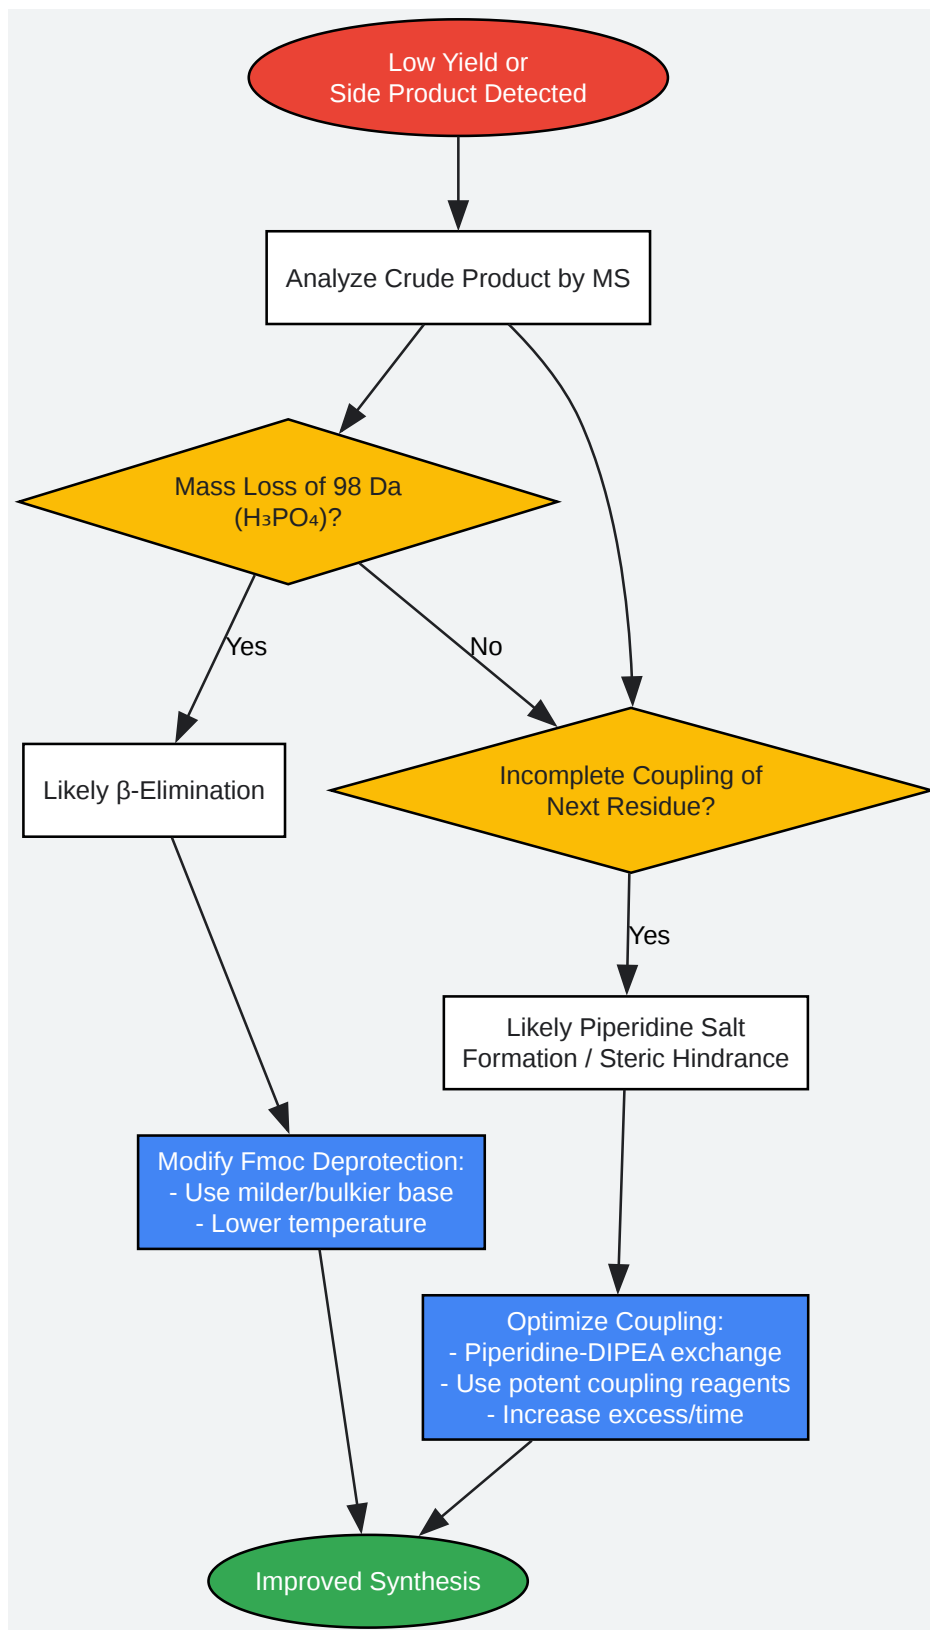 Low Yield or
Side Product Detected
Analyze Crude Product by MS
Mass Loss of 98 Da
(H₃PO₄)?
Yes
No
Likely β-Elimination
Incomplete Coupling of
Next Residue?
Yes
Likely Piperidine Salt
Formation / Steric Hindrance
Modify Fmoc Deprotection:
- Use milder/bulkier base
- Lower temperature
Optimize Coupling:
- Piperidine-DIPEA exchange
- Use potent coupling reagents
- Increase excess/time
Improved Synthesis